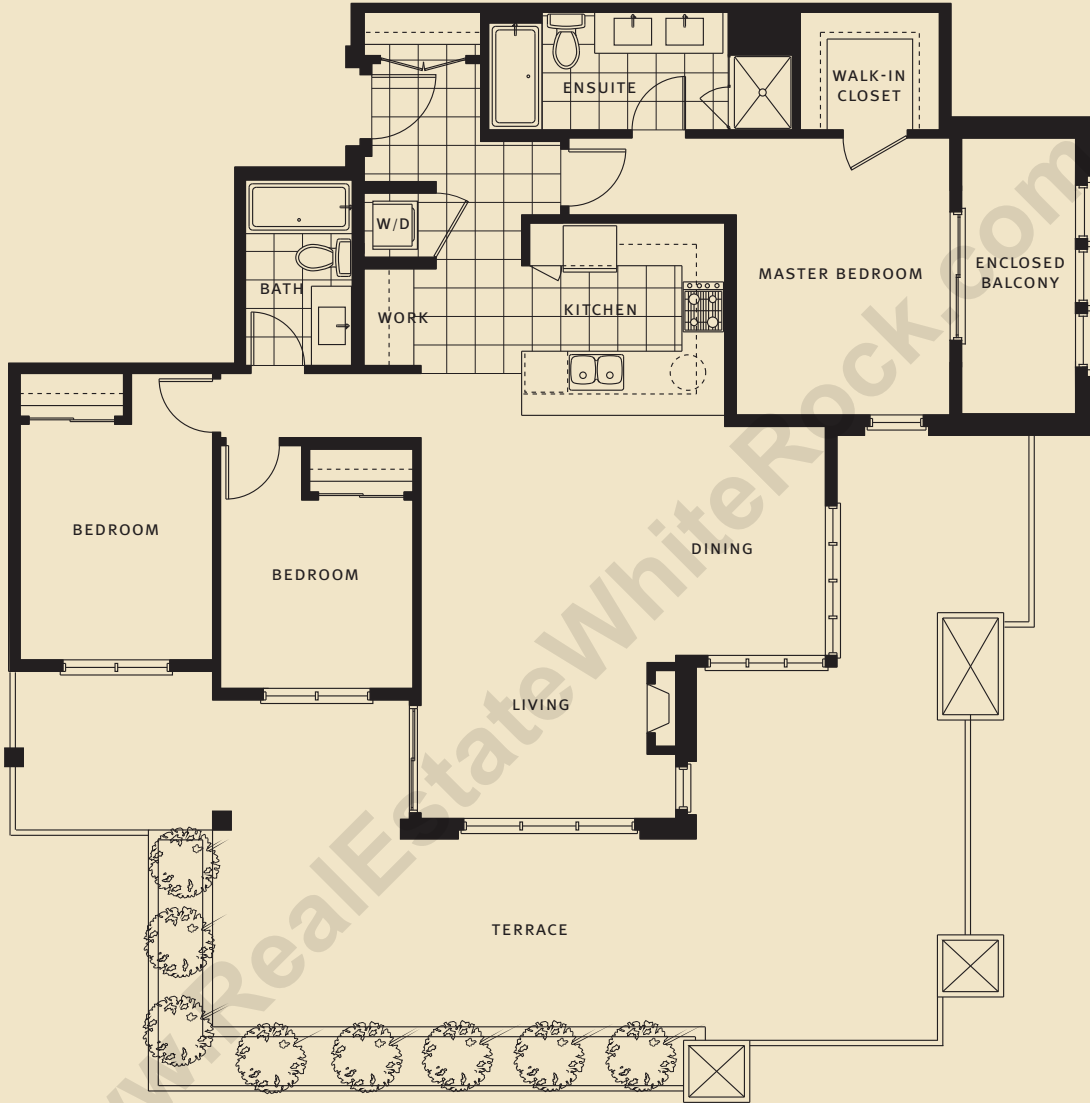 ENSUITE
WALK-IN
CLOSET
W/D
MASTER BEDROOM
ENCLOSED
BALCONY
BATH
WORK
KITCHEN
BEDROOM
BEDROOM
DINING
LIVING
TERRACE
www.RealEstateWhiteRock.com